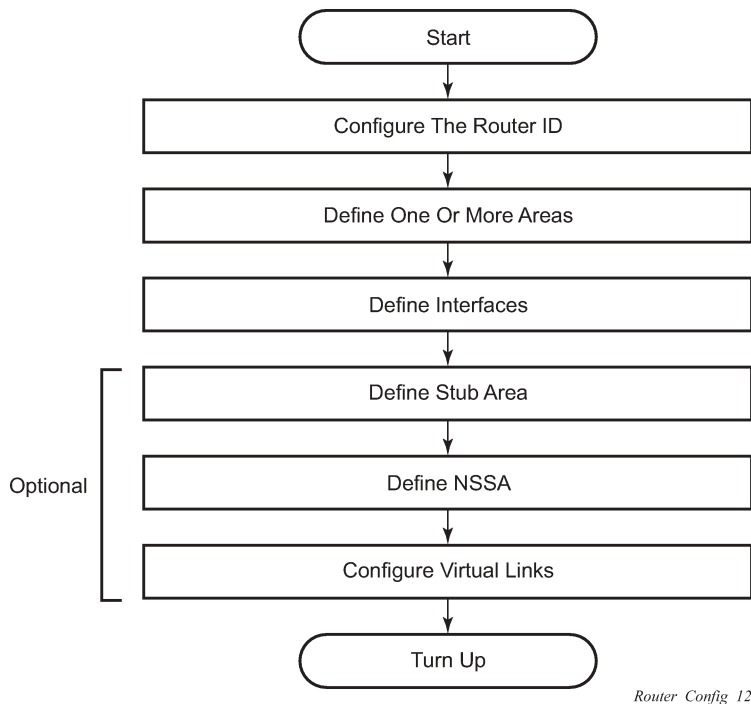 Start
Configure The Router ID
Define One Or More Areas
Define Interfaces
Define Stub Area
Optional
Define NSSA
Configure Virtual Links
Turn Up
Router Config 12